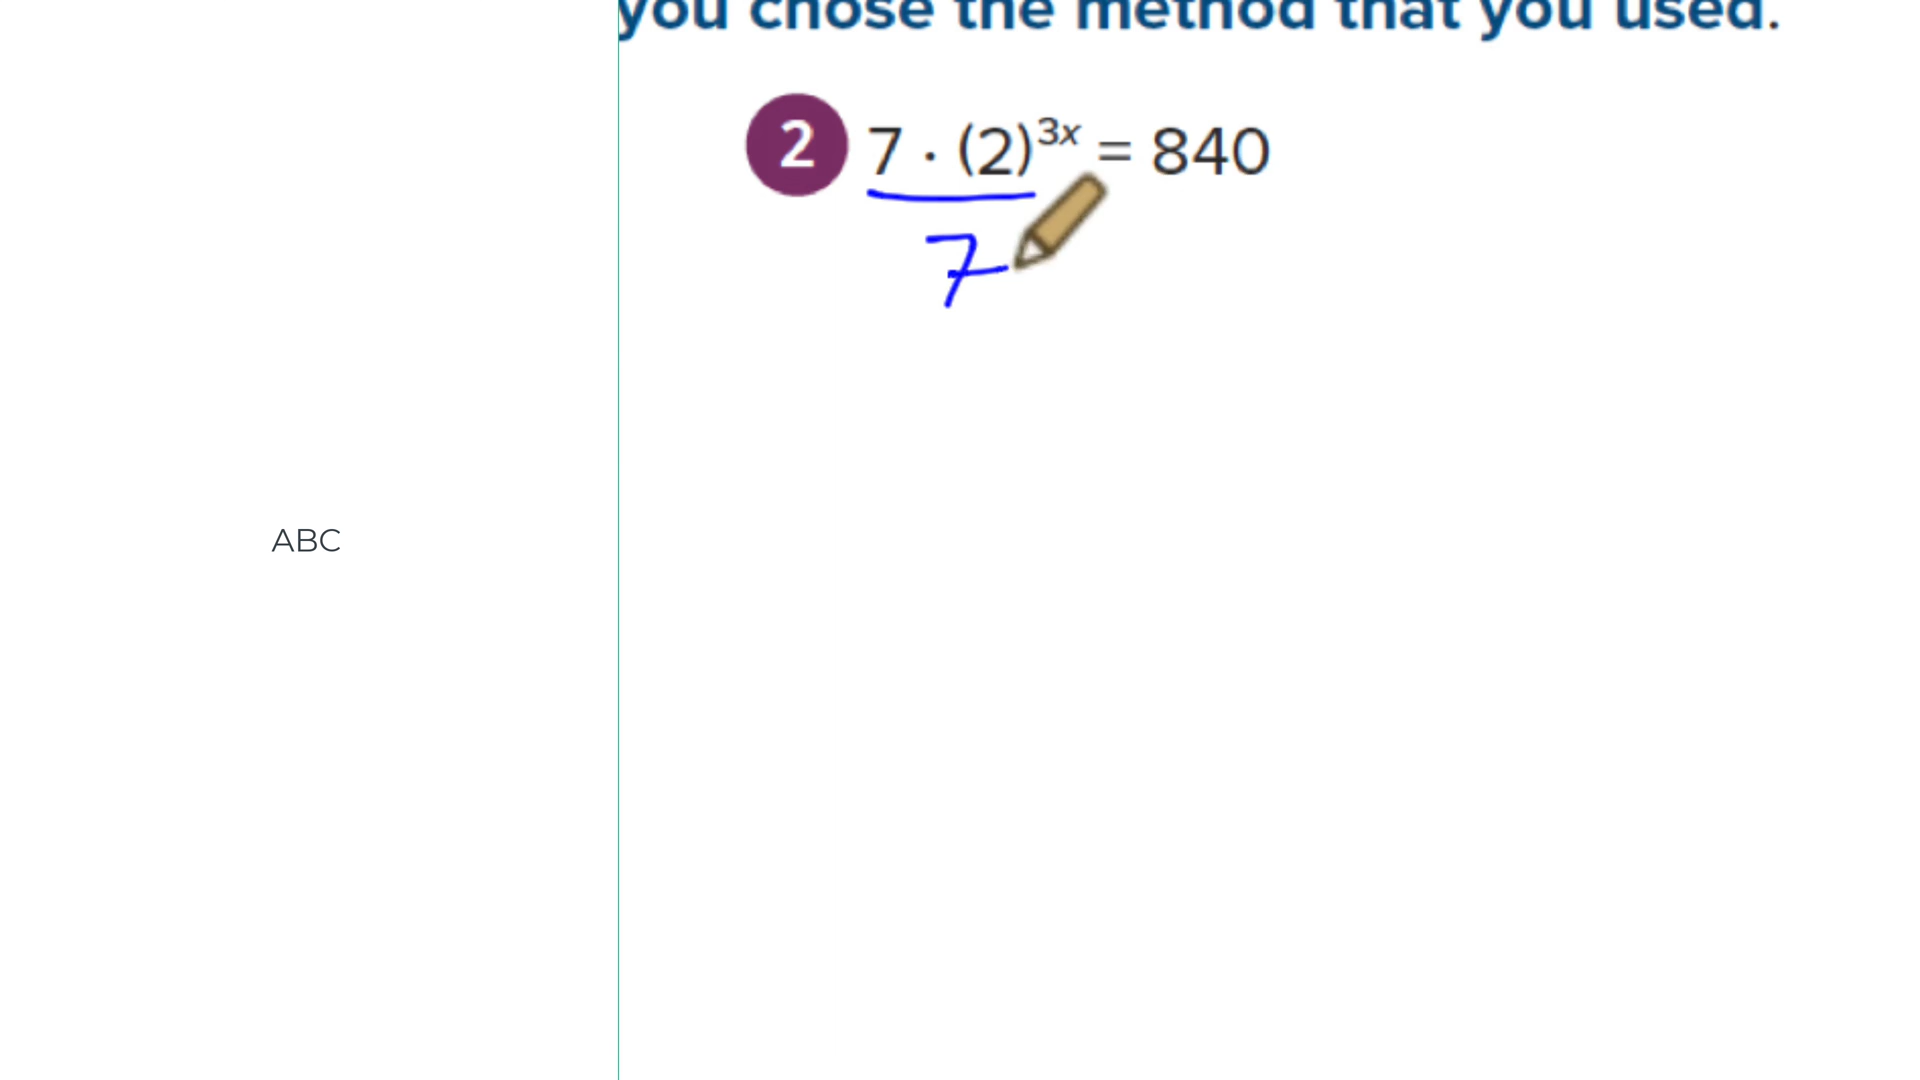 you chose the method that you used.
2 7 · (2)³ˣ = 840
7
ABC